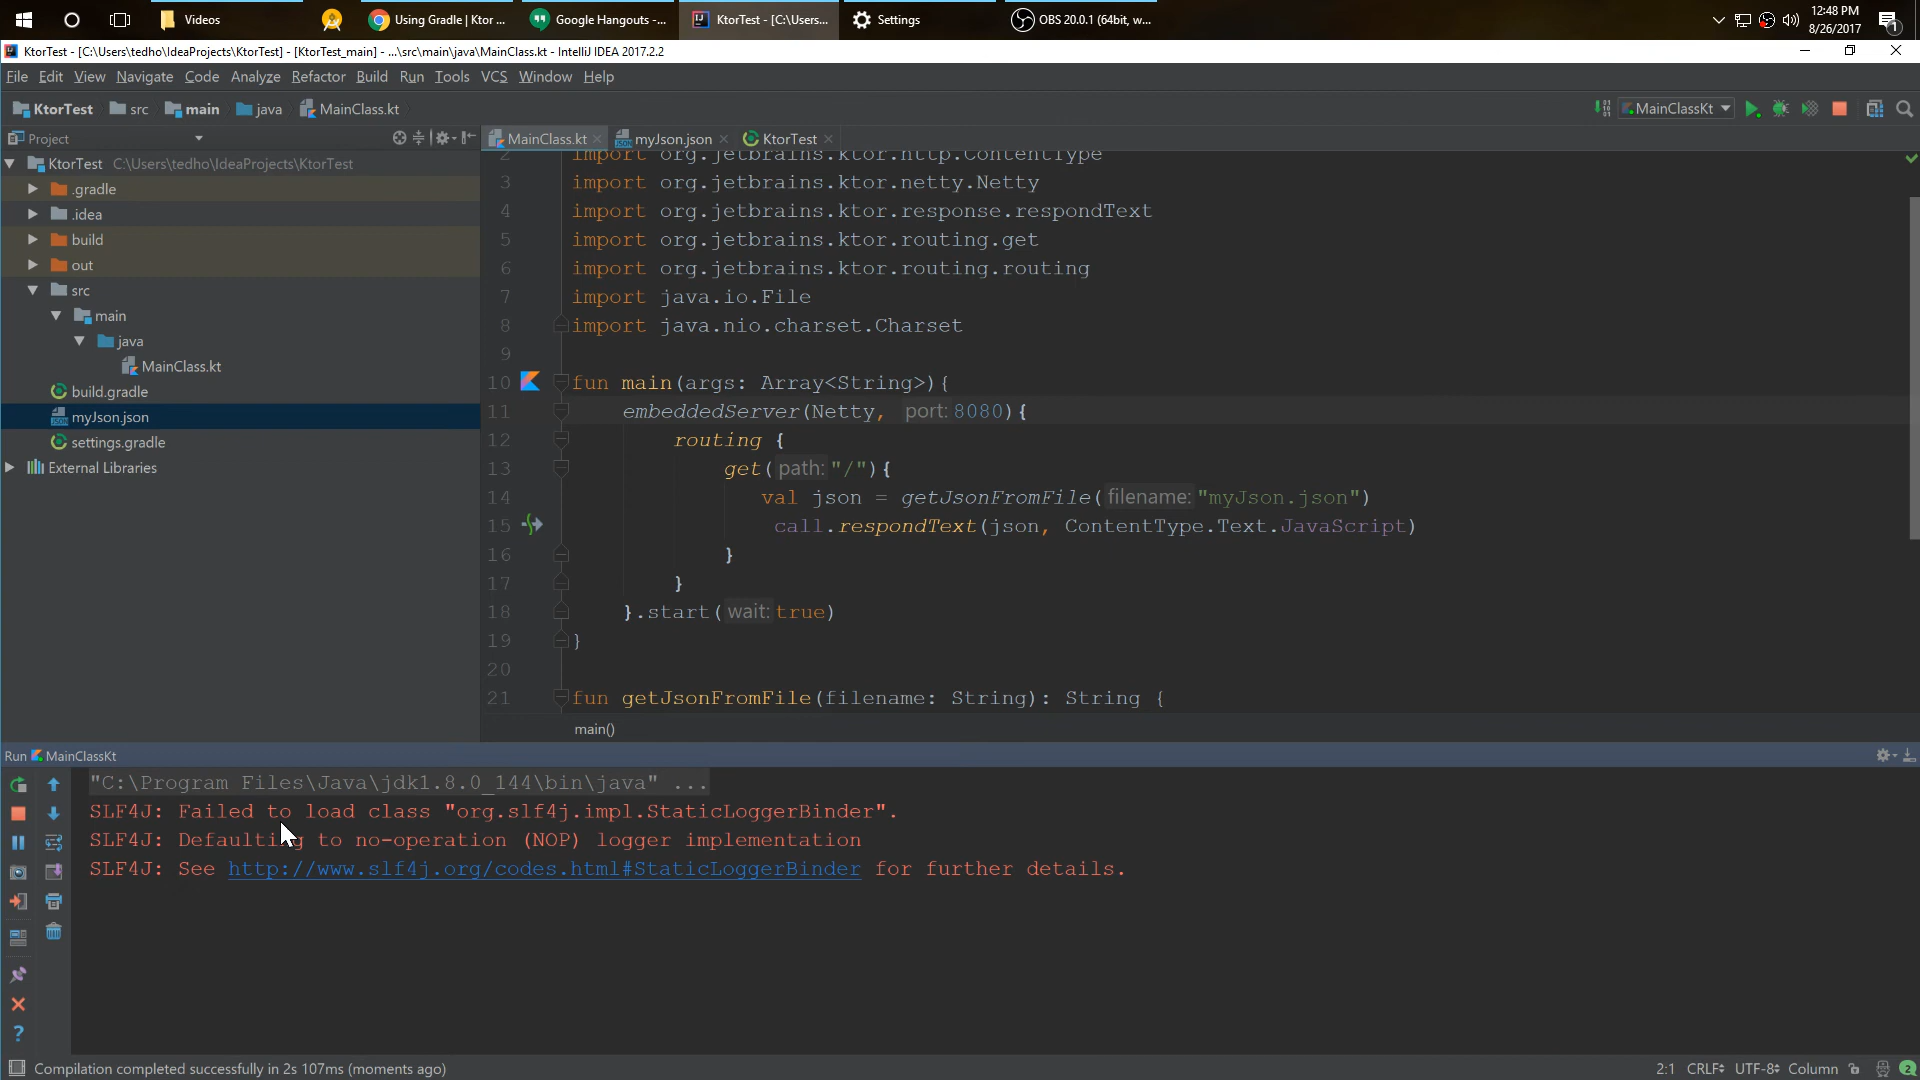 Videos
Using Gradle | Ktor ...
Google Hangouts -...
KtorTest - [C:\Users...
Settings
OBS 20.0.1 (64bit, w...
12:48 PM
8/26/2017
1
KtorTest - [C:\Users\tedho\IdeaProjects\KtorTest] - [KtorTest_main] - ...\src\main\java\MainClass.kt - IntelliJ IDEA 2017.2.2
File Edit View Navigate Code Analyze Refactor Build Run Tools VCS Window Help
KtorTest src main java MainClass.kt
MainClassKt
Project
MainClass.kt myJson.json KtorTest
KtorTest C:\Users\tedho\IdeaProjects\KtorTest
.gradle
.idea
build
out
src
main
java
MainClass.kt
build.gradle
myJson.json
settings.gradle
External Libraries
2 import org.jetbrains.ktor.http.ContentType
3 import org.jetbrains.ktor.netty.Netty
4 import org.jetbrains.ktor.response.respondText
5 import org.jetbrains.ktor.routing.get
6 import org.jetbrains.ktor.routing.routing
7 import java.io.File
8 import java.nio.charset.Charset
9
10 fun main(args: Array<String>){
11 embeddedServer(Netty, port: 8080){
12 routing {
13 get( path: "/"){
14 val json = getJsonFromFile( filename: "myJson.json")
15 call.respondText(json, ContentType.Text.JavaScript)
16 }
17 }
18 }.start( wait: true)
19 }
20
21 fun getJsonFromFile(filename: String): String {
main()
Run MainClassKt
"C:\Program Files\Java\jdk1.8.0_144\bin\java" ...
SLF4J: Failed to load class "org.slf4j.impl.StaticLoggerBinder".
SLF4J: Defaulting to no-operation (NOP) logger implementation
SLF4J: See http://www.slf4j.org/codes.html#StaticLoggerBinder for further details.
Compilation completed successfully in 2s 107ms (moments ago)
2:1 CRLF UTF-8 Column 2